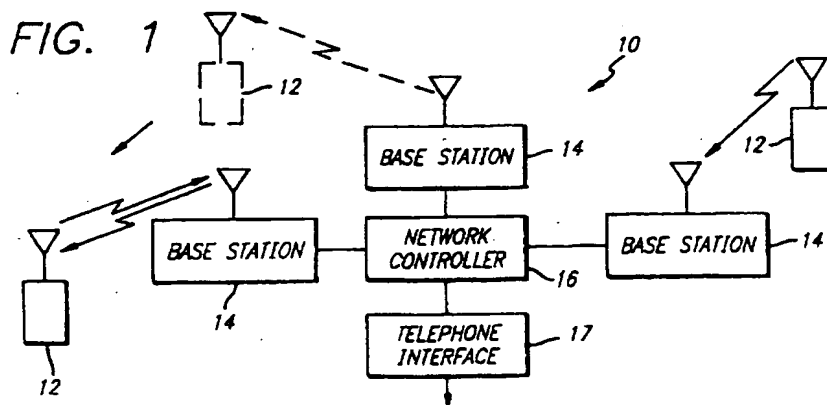 FIG. 1
12
10
12
BASE STATION
14
BASE STATION
14
NETWORK
CONTROLLER
16
BASE STATION
14
12
TELEPHONE
INTERFACE
17